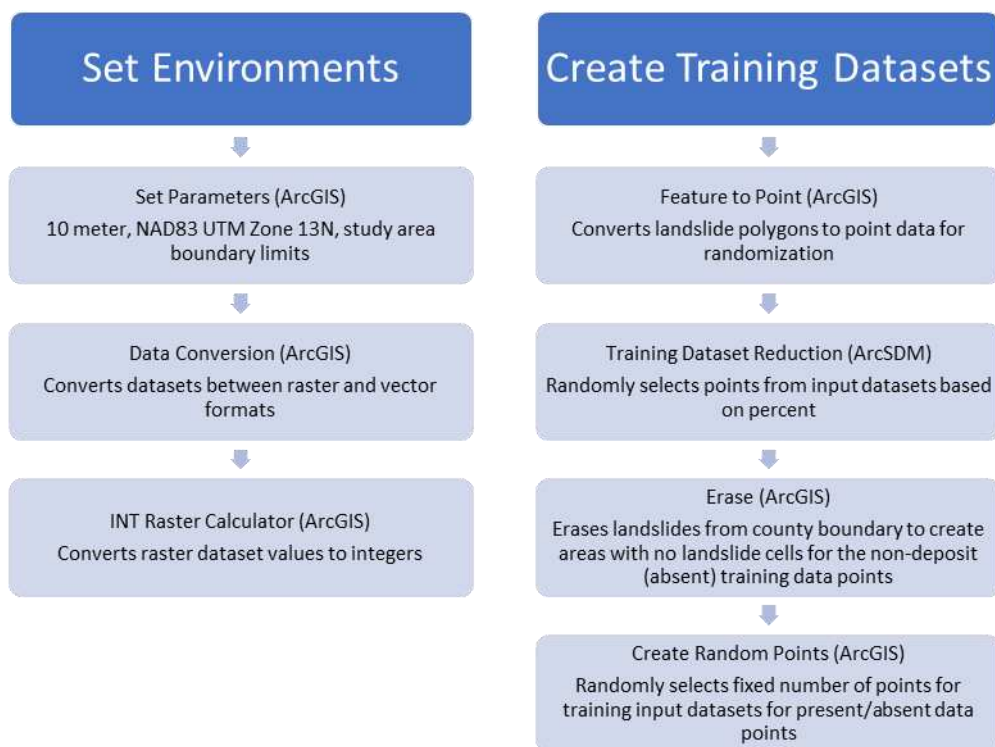 Set Environments
Set Parameters (ArcGIS)
10 meter, NAD83 UTM Zone 13N, study area
boundary limits
Data Conversion (ArcGIS)
Converts datasets between raster and vector
formats
INT Raster Calculator (ArcGIS)
Converts raster dataset values to integers
Create Training Datasets
Feature to Point (ArcGIS)
Converts landslide polygons to point data for
randomization
Training Dataset Reduction (ArcSDM)
Randomly selects points from input datasets based
on percent
Erase (ArcGIS)
Erases landslides from county boundary to create
areas with no landslide cells for the non-deposit
(absent) training data points
Create Random Points (ArcGIS)
Randomly selects fixed number of points for
training input datasets for present/absent data
points